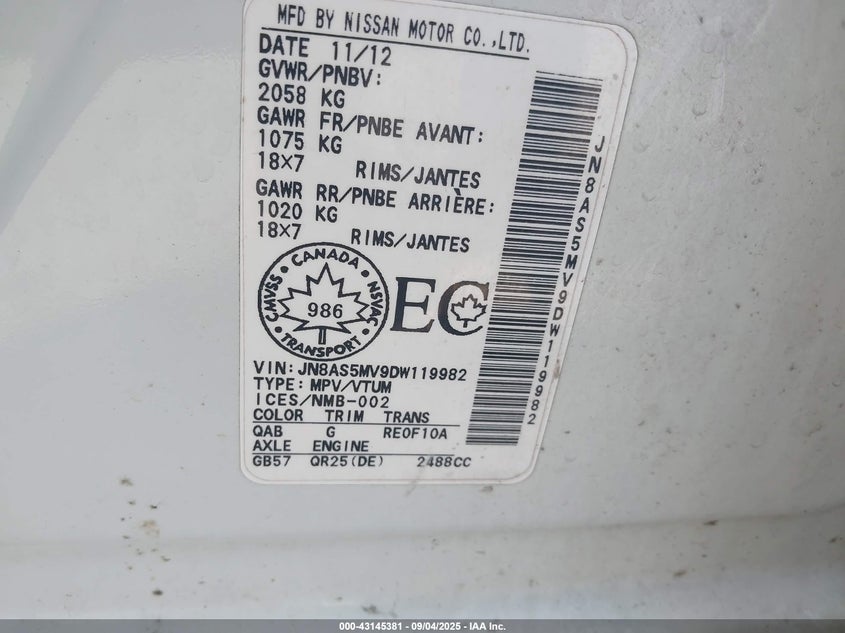 MFD BY NISSAN MOTOR CO.,LTD.
DATE 11/12
GVWR/PNBV:
2058 KG
GAWR FR/PNBE AVANT:
1075 KG
18X7 RIMS/JANTES
GAWR RR/PNBE ARRIÈRE:
1020 KG
18X7 RIMS/JANTES
CANADA
CMVSS
NSVAC
986
TRANSPORT
EC
VIN: JN8AS5MV9DW119982
TYPE: MPV/VTUM
ICES/NMB-002
COLOR TRIM TRANS
QAB G RE0F10A
AXLE ENGINE
GB57 QR25(DE) 2488CC
JN8AS5MV9DW119982
000-43145381 - 09/04/2025 - IAA Inc.